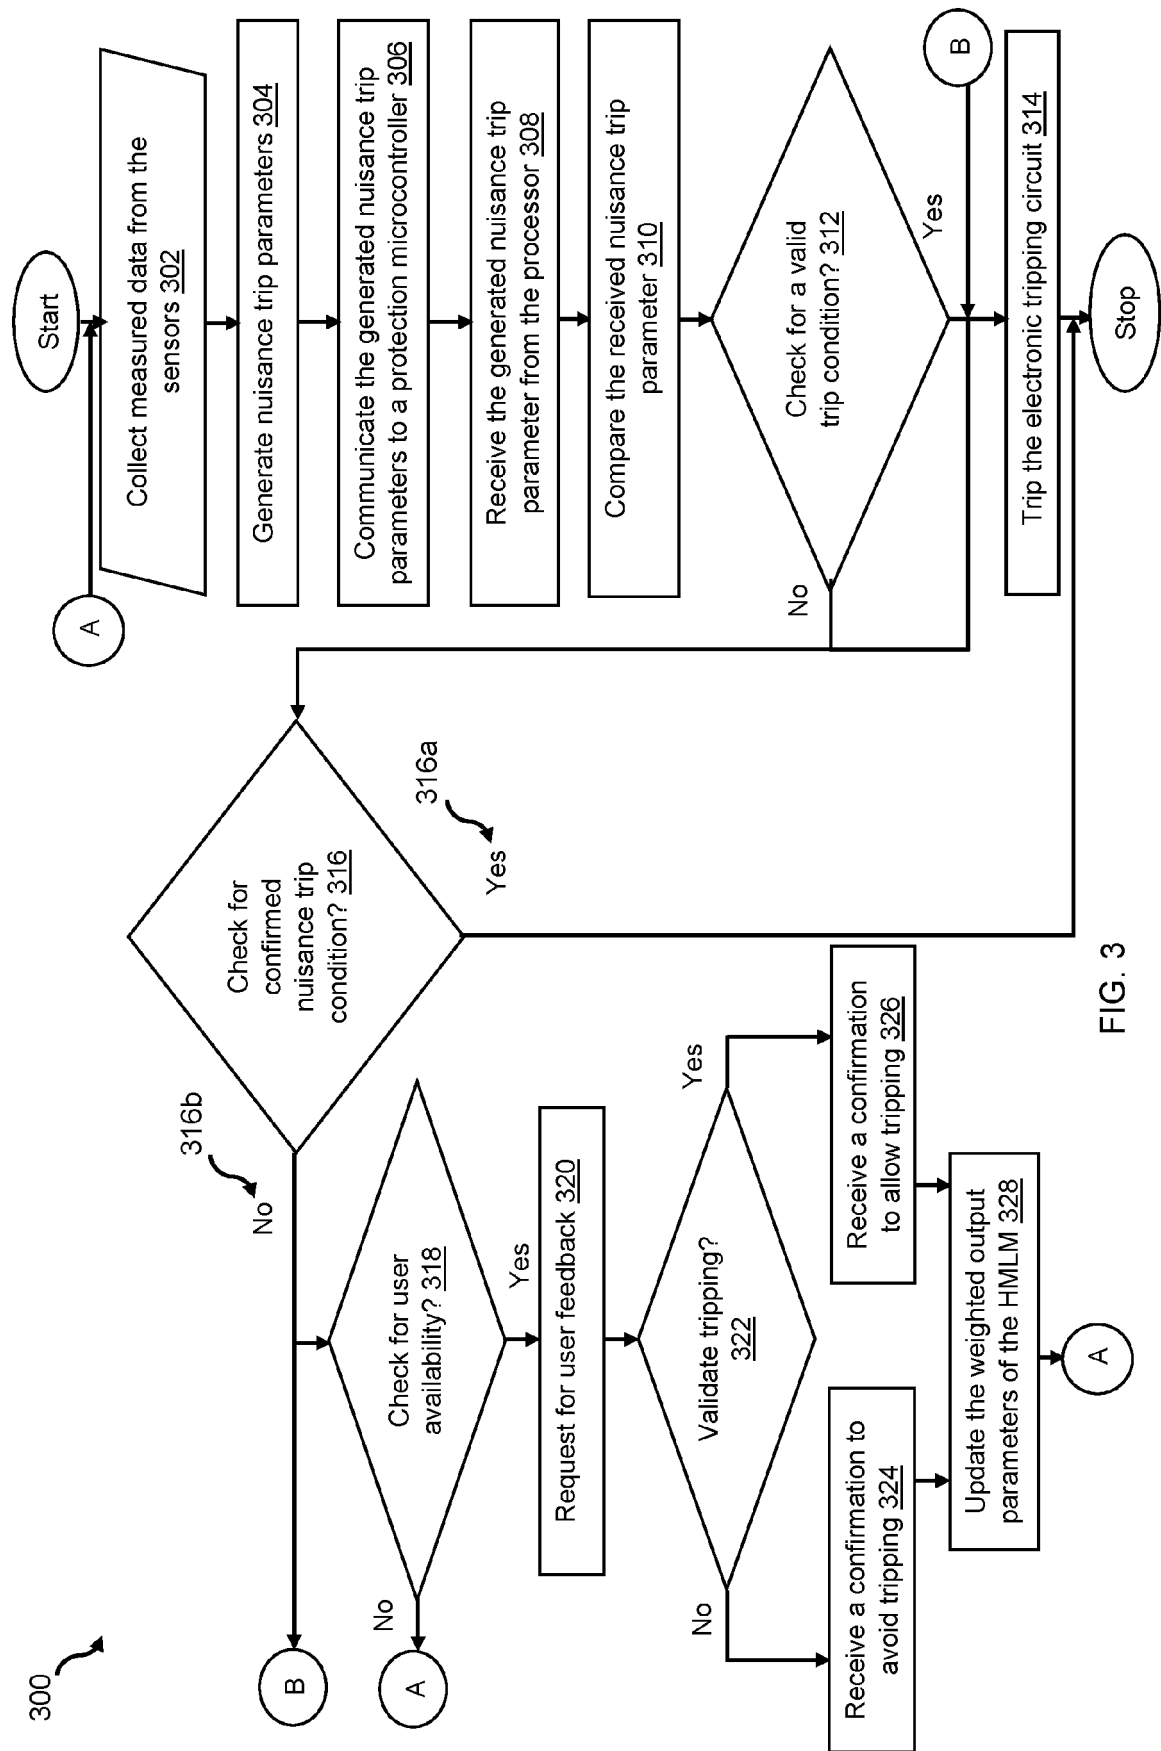 300
Start
A
Collect measured data from the
sensors 302
Generate nuisance trip parameters 304
Communicate the generated nuisance trip
parameters to a protection microcontroller 306
Receive the generated nuisance trip
parameter from the processor 308
Compare the received nuisance trip
parameter 310
Check for a valid
trip condition? 312
No
Yes
B
Trip the electronic tripping circuit 314
Stop
Check for
confirmed
nuisance trip
condition? 316
316a
Yes
316b
No
B
Check for user
availability? 318
No
A
Yes
Request for user feedback 320
Validate tripping?
322
No
Yes
Receive a confirmation to
avoid tripping 324
Receive a confirmation
to allow tripping 326
Update the weighted output
parameters of the HMLM 328
A
FIG. 3